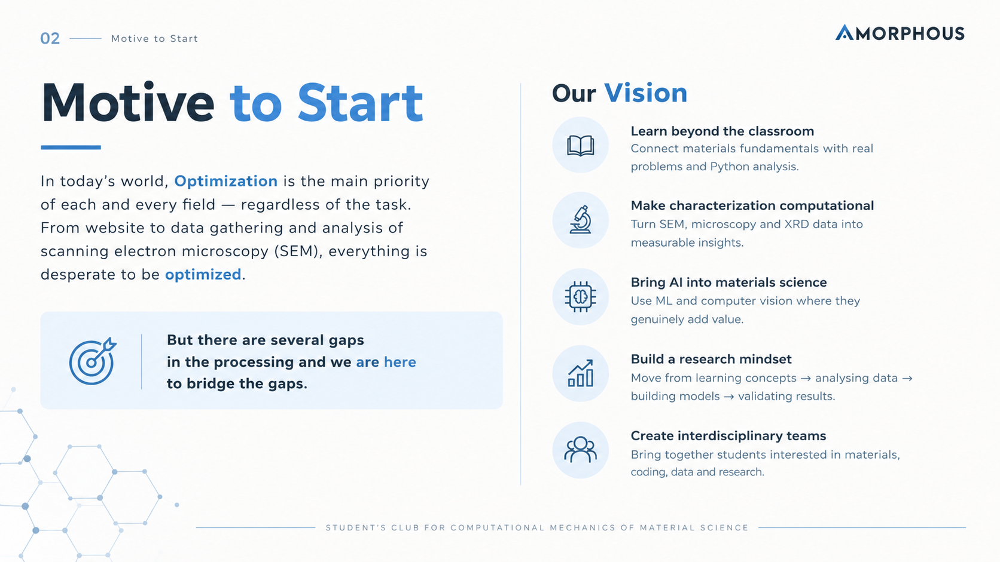 02
Motive to Start
AMORPHOUS
Motive to Start
In today’s world, Optimization is the main priority
of each and every field — regardless of the task.
From website to data gathering and analysis of
scanning electron microscopy (SEM), everything is
desperate to be optimized.
But there are several gaps
in the processing and we are here
to bridge the gaps.
Our Vision
Learn beyond the classroom
Connect materials fundamentals with real
problems and Python analysis.
Make characterization computational
Turn SEM, microscopy and XRD data into
measurable insights.
Bring AI into materials science
Use ML and computer vision where they
genuinely add value.
Build a research mindset
Move from learning concepts → analysing data →
building models → validating results.
Create interdisciplinary teams
Bring together students interested in materials,
coding, data and research.
STUDENT'S CLUB FOR COMPUTATIONAL MECHANICS OF MATERIAL SCIENCE